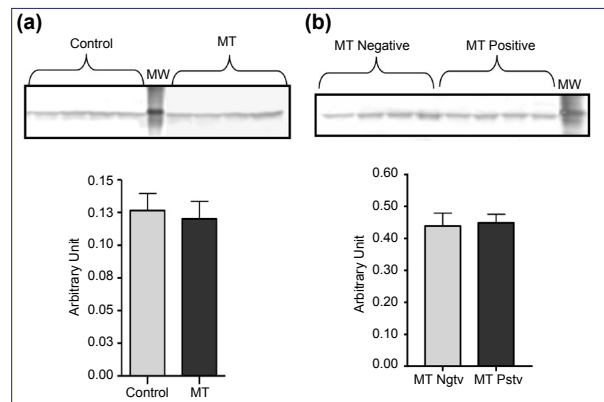 (a)
Control
MW
MT
Arbitrary Unit
0.15
0.13
0.10
0.08
0.05
0.03
0.00
Control
MT
(b)
MT Negative
MT Positive
MW
Arbitrary Unit
0.60
0.50
0.40
0.30
0.20
0.10
0.00
MT Ngtv
MT Pstv